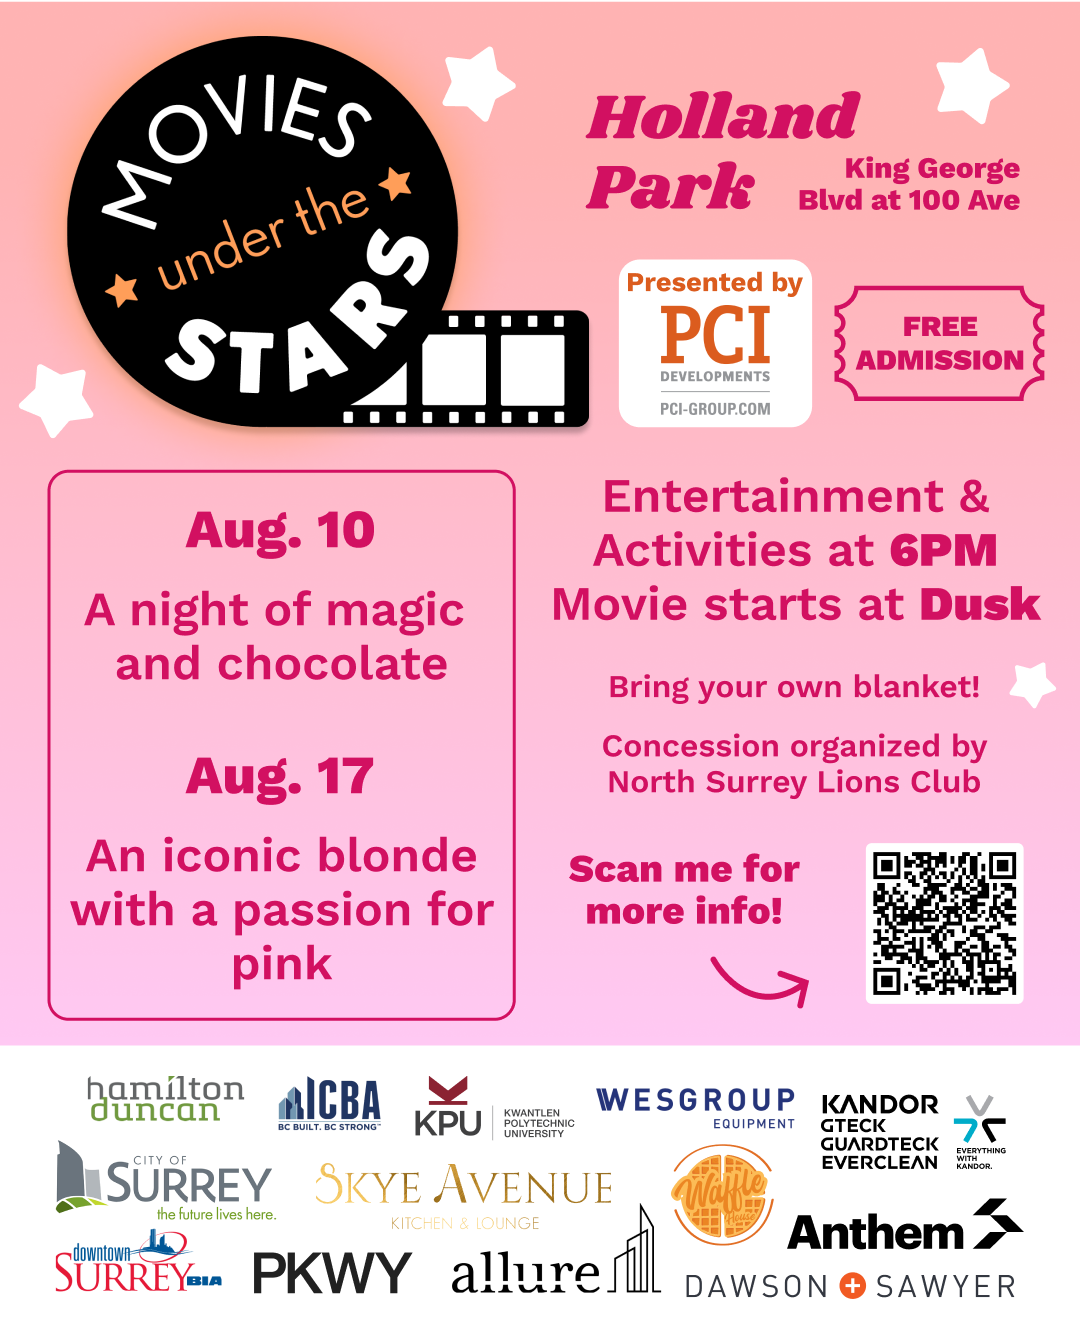 MOVIES
under the
STARS
Holland
Park
King George
Blvd at 100 Ave
Presented by
PCI
DEVELOPMENTS
PCI-GROUP.COM
FREE
ADMISSION
Aug. 10
A night of magic
and chocolate
Aug. 17
An iconic blonde
with a passion for
pink
Entertainment &
Activities at 6PM
Movie starts at Dusk
Bring your own blanket!
Concession organized by
North Surrey Lions Club
Scan me for
more info!
hamilton
duncan
ICBA
BC BUILT. BC STRONG™
KPU
KWANTLEN
POLYTECHNIC
UNIVERSITY
WESGROUP
EQUIPMENT
KANDOR
GTECK
GUARDTECK
EVERCLEAN
EVERYTHING
WITH
KANDOR.
CITY OF
SURREY
the future lives here.
SKYE AVENUE
KITCHEN & LOUNGE
Waffle
House
Anthem
downtown
SURREY BIA
PKWY
allure
DAWSON + SAWYER